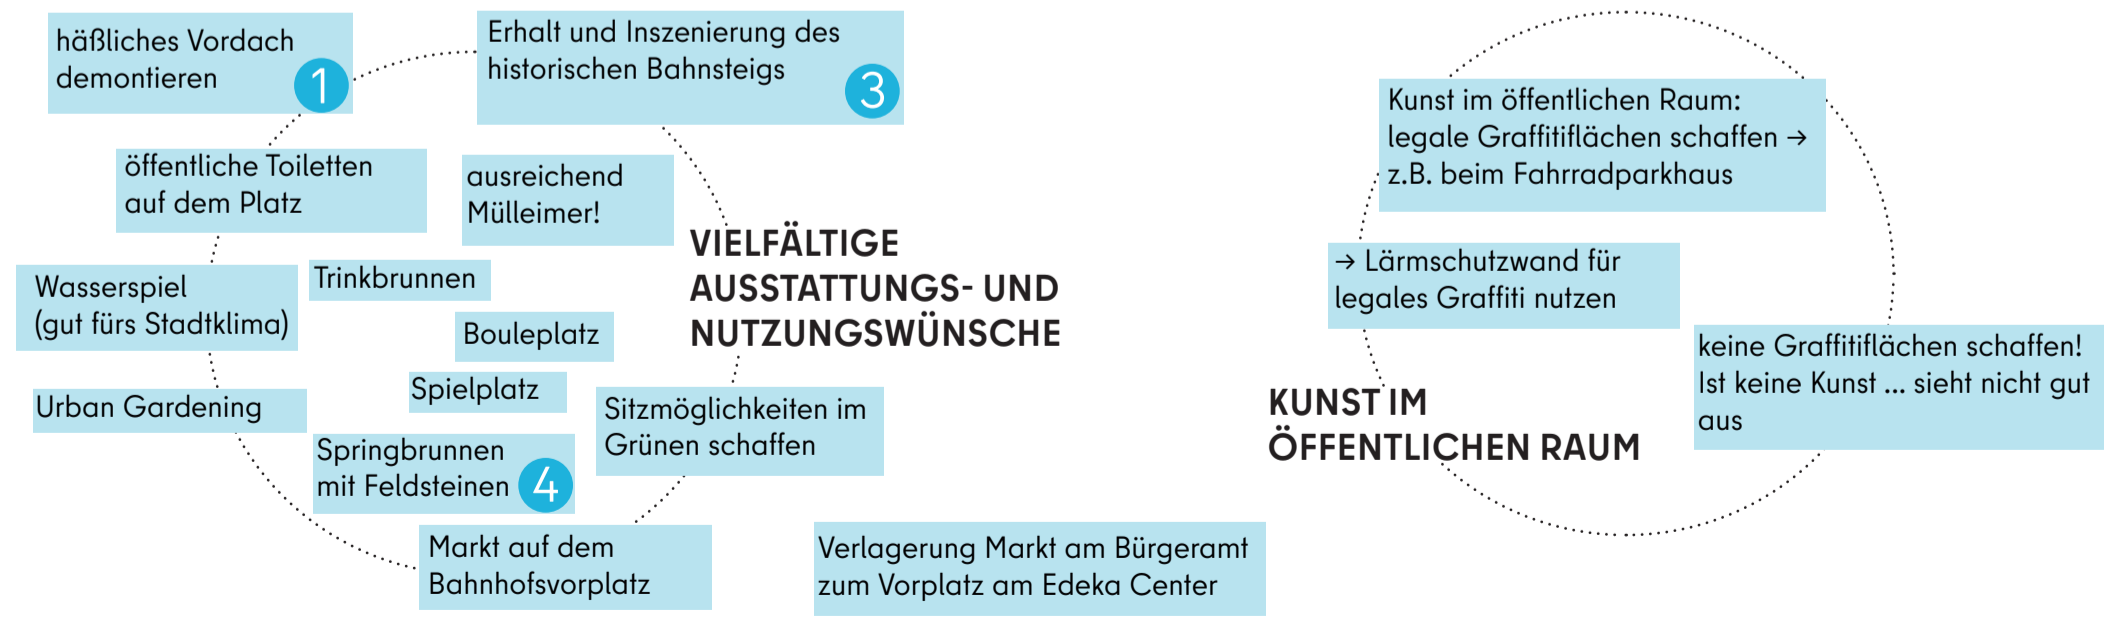 häßliches Vordach
demontieren
1
Erhalt und Inszenierung des
historischen Bahnsteigs
3
öffentliche Toiletten
auf dem Platz
ausreichend
Mülleimer!
VIELFÄLTIGE
AUSSTATTUNGS- UND
NUTZUNGSWÜNSCHE
Wasserspiel
(gut fürs Stadtklima)
Trinkbrunnen
Bouleplatz
Spielplatz
Urban Gardening
Sitzmöglichkeiten im
Grünen schaffen
Springbrunnen
mit Feldsteinen
4
Markt auf dem
Bahnhofsvorplatz
Verlagerung Markt am Bürgeramt
zum Vorplatz am Edeka Center
Kunst im öffentlichen Raum:
legale Graffitiflächen schaffen →
z.B. beim Fahrradparkhaus
→ Lärmschutzwand für
legales Graffiti nutzen
keine Graffitiflächen schaffen!
Ist keine Kunst ... sieht nicht gut
aus
KUNST IM
ÖFFENTLICHEN RAUM